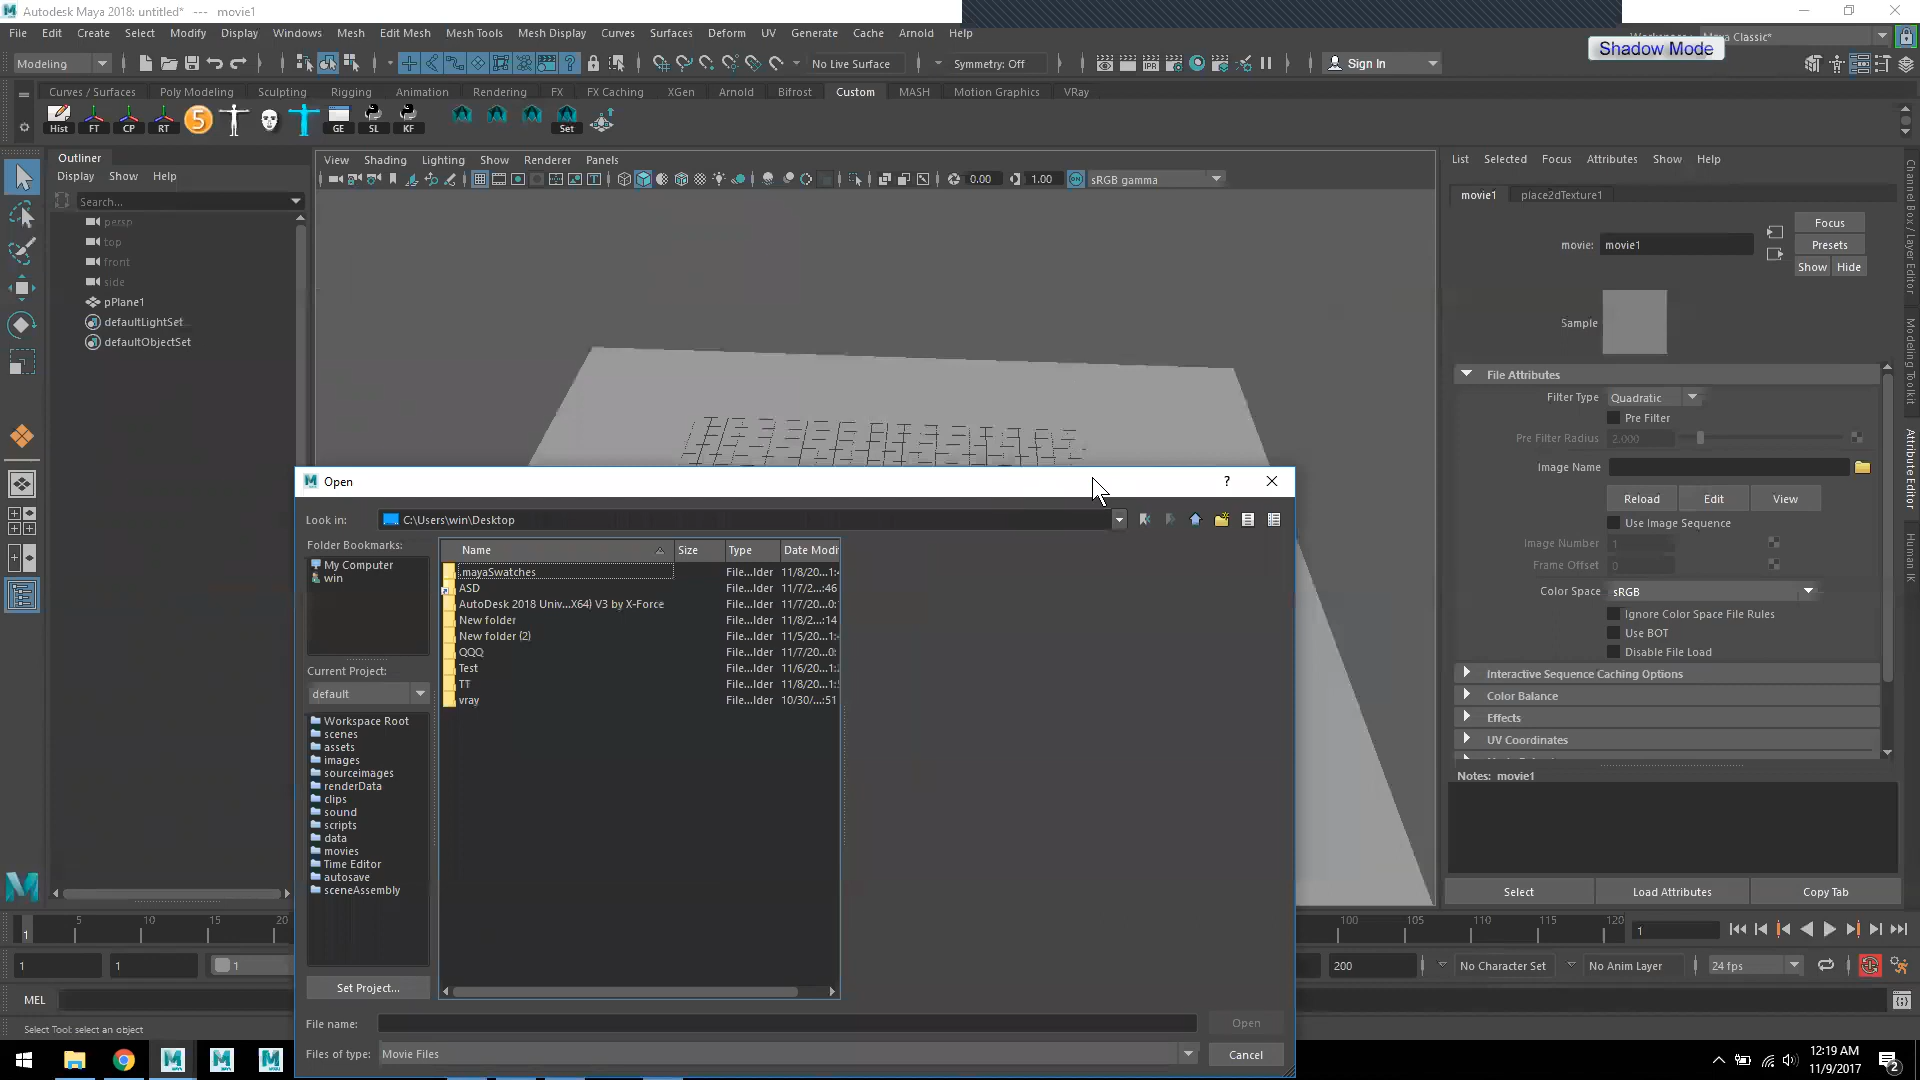 Autodesk Maya 2018: untitled* --- movie1
File Edit Create Select Modify Display Windows Mesh Edit Mesh Mesh Tools Mesh Display Curves Surfaces Deform UV Generate Cache Arnold Help
Maya Classic*
Shadow Mode
Modeling No Live Surface Symmetry: Off Sign In
Curves / Surfaces Poly Modeling Sculpting Rigging Animation Rendering FX FX Caching XGen Arnold Bifrost Custom MASH Motion Graphics VRay
Hist FT CP RT 5 GE SL KF Set
Outliner
Display Show Help
Search...
persp
top
front
side
pPlane1
defaultLightSet
defaultObjectSet
View Shading Lighting Show Renderer Panels
0.00 1.00 sRGB gamma
List Selected Focus Attributes Show Help
movie1 place2dTexture1
Focus
movie: movie1
Presets
Show Hide
Sample
File Attributes
Filter Type Quadratic
Pre Filter
Pre Filter Radius 2.000
Image Name
Reload Edit View
Use Image Sequence
Image Number 1
Frame Offset 0
Color Space sRGB
Ignore Color Space File Rules
Use BOT
Disable File Load
Interactive Sequence Caching Options
Color Balance
Effects
UV Coordinates
Notes: movie1
Select Load Attributes Copy Tab
Channel Box / Layer Editor
Modeling Toolkit
Attribute Editor
Human IK
Open ?
Look in: C:\Users\win\Desktop
Folder Bookmarks:
My Computer
win
Current Project:
default
Workspace Root
scenes
assets
images
sourceimages
renderData
clips
sound
scripts
data
movies
Time Editor
autosave
sceneAssembly
Set Project...
Name Size Type Date Modi
.mayaSwatches File...lder 11/8/20...1:
ASD File...lder 11/7/2...:46
AutoDesk 2018 Univ...X64) V3 by X-Force File...lder 11/7/20...0:
New folder File...lder 11/8/2...:14
New folder (2) File...lder 11/5/20...1:
QQQ File...lder 11/7/20...0:
Test File...lder 11/6/20...1:
TT File...lder 11/8/20...1:
vray File...lder 10/30/...:51
File name: Open
Files of type: Movie Files Cancel
1 5 10 15 20 100 105 110 115 120 1
1 1 1 200 No Character Set No Anim Layer 24 fps
MEL
Select Tool: select an object
12:19 AM
11/9/2017
2